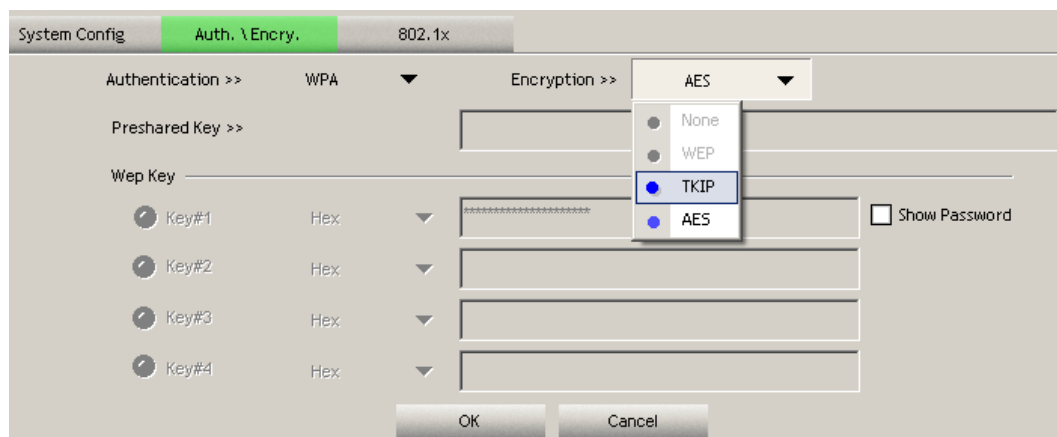 System Config Auth. \ Encry. 802.1x
Authentication >> WPA Encryption >> AES
Preshared Key >>
None
WEP
TKIP
AES
Wep Key
Key#1 Hex ********************* Show Password
Key#2 Hex
Key#3 Hex
Key#4 Hex
OK Cancel